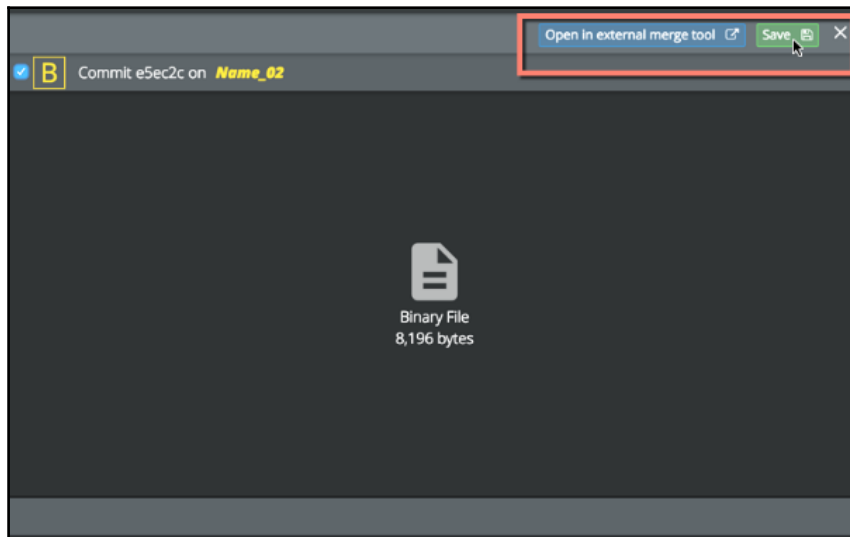 Open in external merge tool Save
B Commit e5ec2c on Name_02
Binary File
8,196 bytes